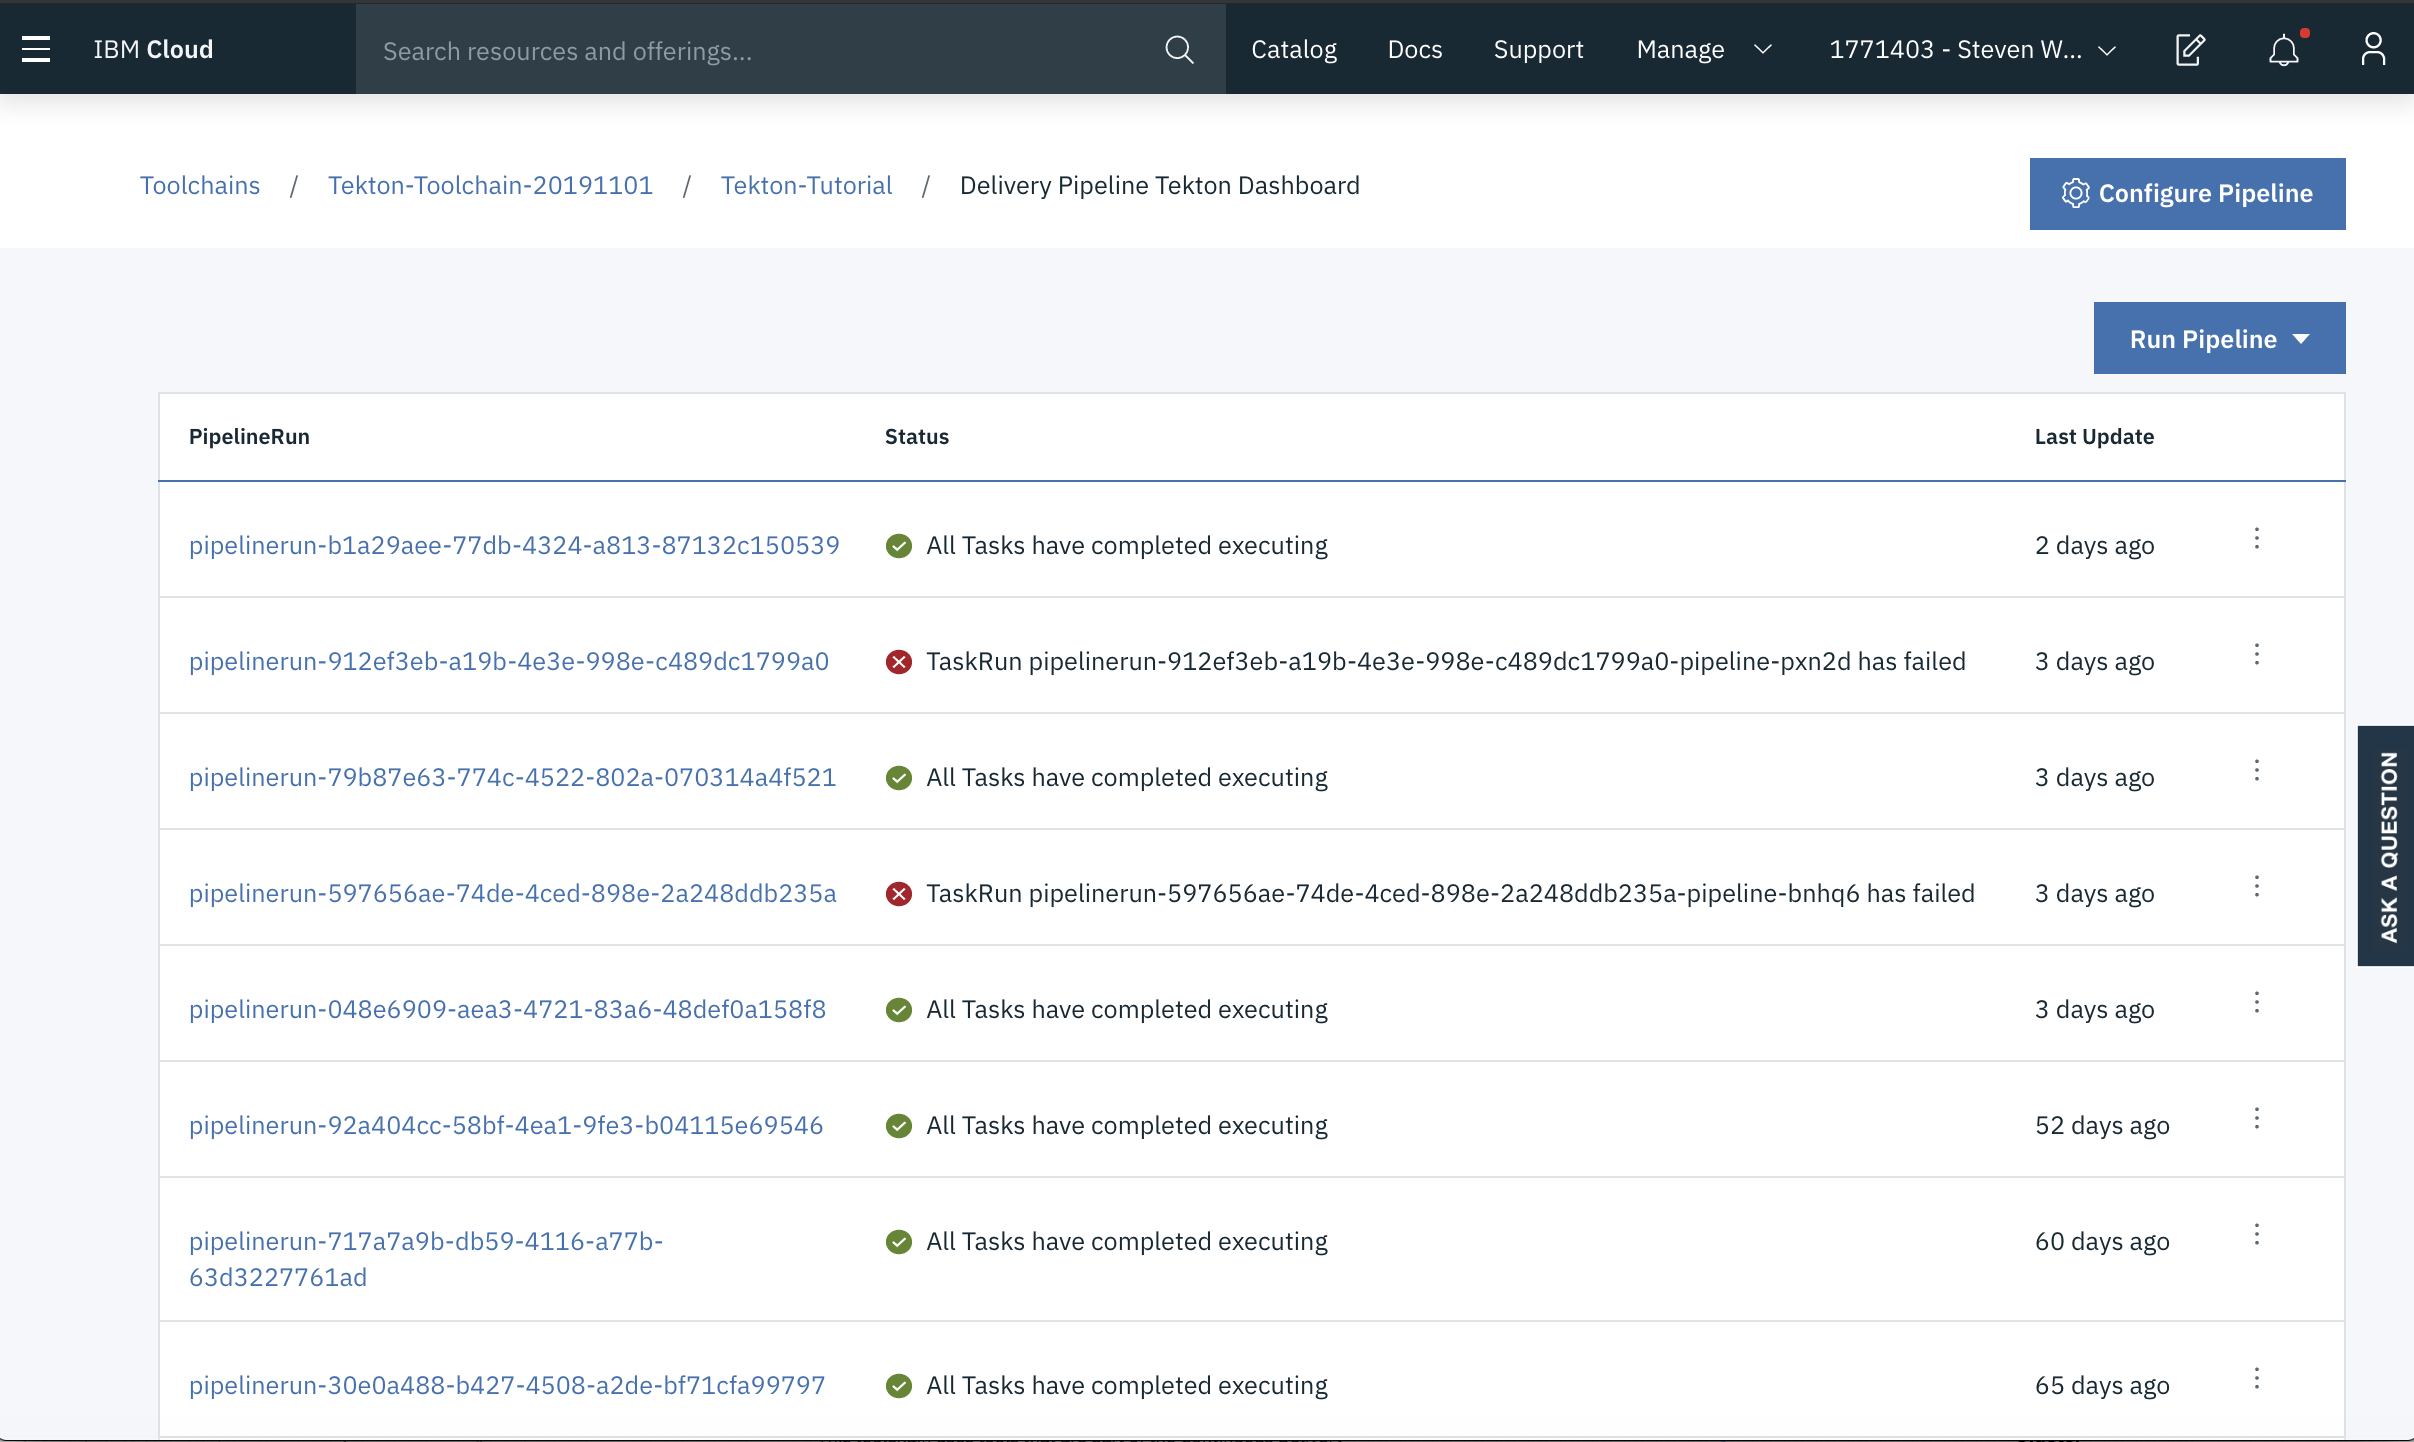 IBM Cloud
Search resources and offerings...
Catalog
Docs
Support
Manage
1771403 - Steven W...
Toolchains / Tekton-Toolchain-20191101 / Tekton-Tutorial / Delivery Pipeline Tekton Dashboard
Configure Pipeline
Run Pipeline
PipelineRun Status Last Update
pipelinerun-b1a29aee-77db-4324-a813-87132c150539 All Tasks have completed executing 2 days ago
pipelinerun-912ef3eb-a19b-4e3e-998e-c489dc1799a0 TaskRun pipelinerun-912ef3eb-a19b-4e3e-998e-c489dc1799a0-pipeline-pxn2d has failed 3 days ago
pipelinerun-79b87e63-774c-4522-802a-070314a4f521 All Tasks have completed executing 3 days ago
pipelinerun-597656ae-74de-4ced-898e-2a248ddb235a TaskRun pipelinerun-597656ae-74de-4ced-898e-2a248ddb235a-pipeline-bnhq6 has failed 3 days ago
pipelinerun-048e6909-aea3-4721-83a6-48def0a158f8 All Tasks have completed executing 3 days ago
pipelinerun-92a404cc-58bf-4ea1-9fe3-b04115e69546 All Tasks have completed executing 52 days ago
pipelinerun-717a7a9b-db59-4116-a77b- All Tasks have completed executing 60 days ago
63d3227761ad
pipelinerun-30e0a488-b427-4508-a2de-bf71cfa99797 All Tasks have completed executing 65 days ago
ASK A QUESTION